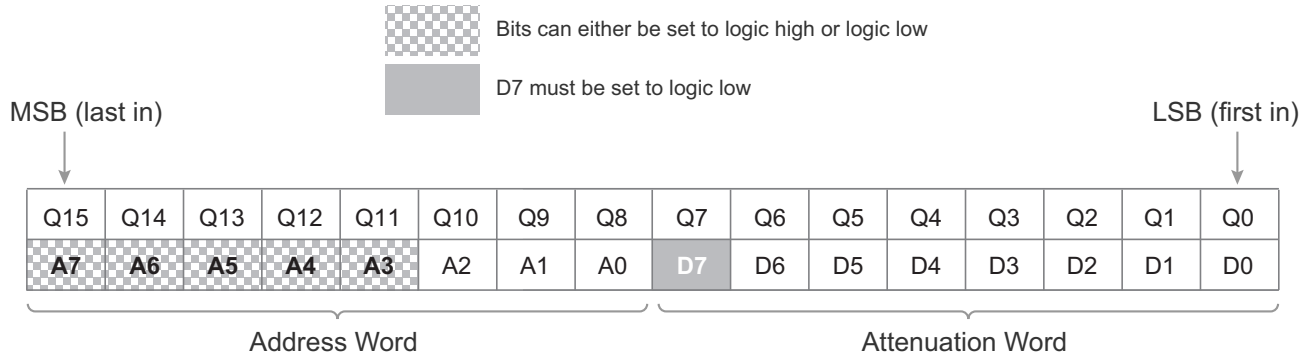 Bits can either be set to logic high or logic low
D7 must be set to logic low
MSB (last in)
LSB (first in)
Q15 Q14 Q13 Q12 Q11 Q10 Q9 Q8 Q7 Q6 Q5 Q4 Q3 Q2 Q1 Q0
A7 A6 A5 A4 A3 A2 A1 A0 D7 D6 D5 D4 D3 D2 D1 D0
Address Word
Attenuation Word